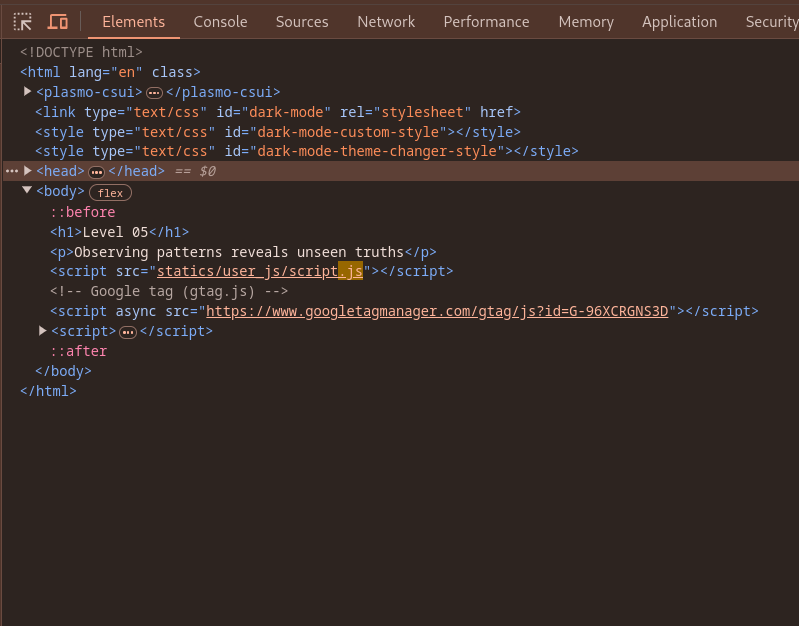 Elements Console Sources Network Performance Memory Application Security
<!DOCTYPE html>
<html lang="en" class>
<plasmo-csui>…</plasmo-csui>
<link type="text/css" id="dark-mode" rel="stylesheet" href>
<style type="text/css" id="dark-mode-custom-style"></style>
<style type="text/css" id="dark-mode-theme-changer-style"></style>
<head>…</head> == $0
<body> flex
::before
<h1>Level 05</h1>
<p>Observing patterns reveals unseen truths</p>
<script src="statics/user_js/script.js"></script>
<!-- Google tag (gtag.js) -->
<script async src="https://www.googletagmanager.com/gtag/js?id=G-96XCRGNS3D"></script>
<script>…</script>
::after
</body>
</html>